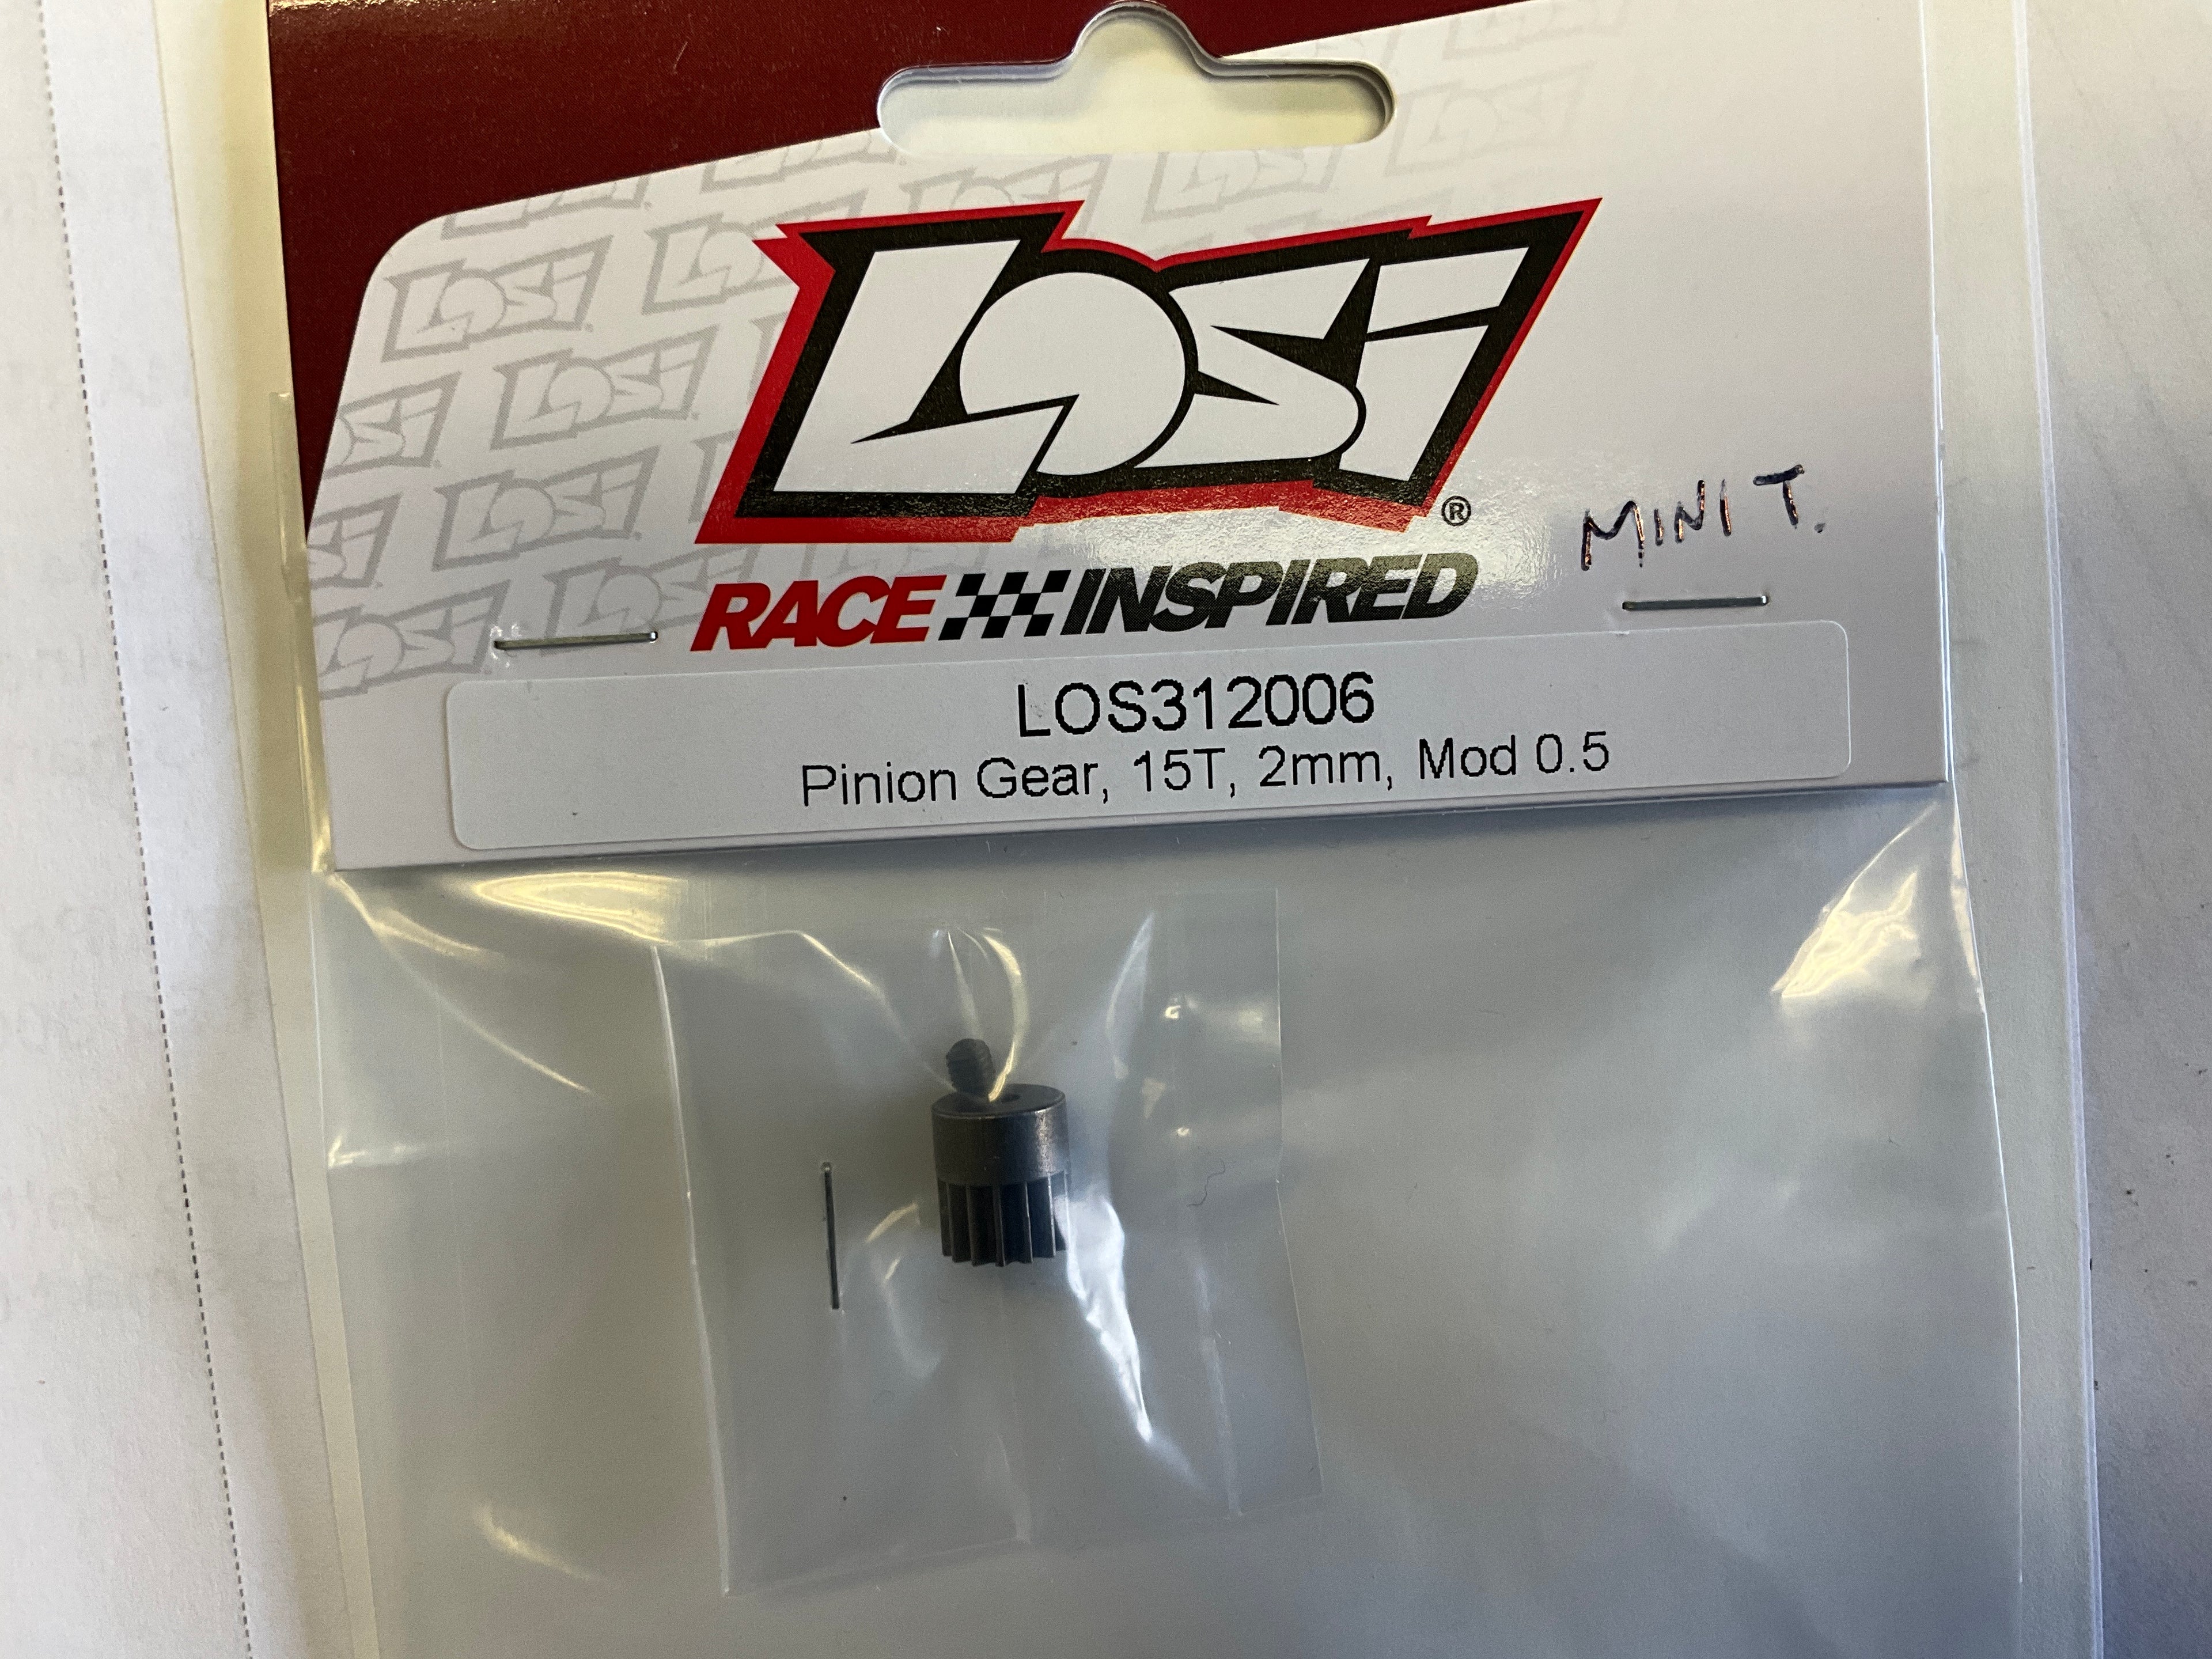 LOSI®
MINI T.
RACE INSPIRED
LOS312006
Pinion Gear, 15T, 2mm, Mod 0.5